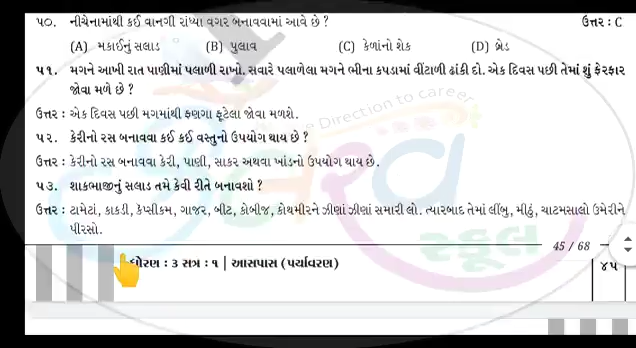 ૫૦. નીચેનામાંથી કઈ વાનગી રાંધ્યા વગર બનાવવામાં આવે છે ? ઉત્તર : C
(A) મકાઈનું સલાડ (B) પુલાવ (C) કેળાંનો શેક (D) બ્રેડ
૫૧. મગને આખી રાત પાણીમાં પલાળી રાખો. સવારે પલાળેલા મગને ભીના કપડામાં વીંટાળી ઢાંકી દો. એક દિવસ પછી તેમાં શું ફેરફાર
જોવા મળે છે ?
ઉત્તર : એક દિવસ પછી મગમાંથી ફણગા ફૂટેલા જોવા મળશે.
Direction to career
૫૨. કેરીનો રસ બનાવવા કઈ કઈ વસ્તુનો ઉપયોગ થાય છે ?
ઉત્તર : કેરીનો રસ બનાવવા કેરી, પાણી, સાકર અથવા ખાંડનો ઉપયોગ થાય છે.
૫૩. શાકભાજીનું સલાડ તમે કેવી રીતે બનાવશો ?
ઉત્તર : ટામેટાં, કાકડી, કેપ્સીકમ, ગાજર, બીટ, કોબીજ, કોથમીરને ઝીણાં ઝીણાં સમારી લો. ત્યારબાદ તેમાં લીંબુ, મીઠું, ચાટમસાલો ઉમેરીને
પીરસો.
સ્કૂલ
45 / 68
ધોરણ : ૩ સત્ર : ૧ | આસપાસ (પર્યાવરણ) ૪૫